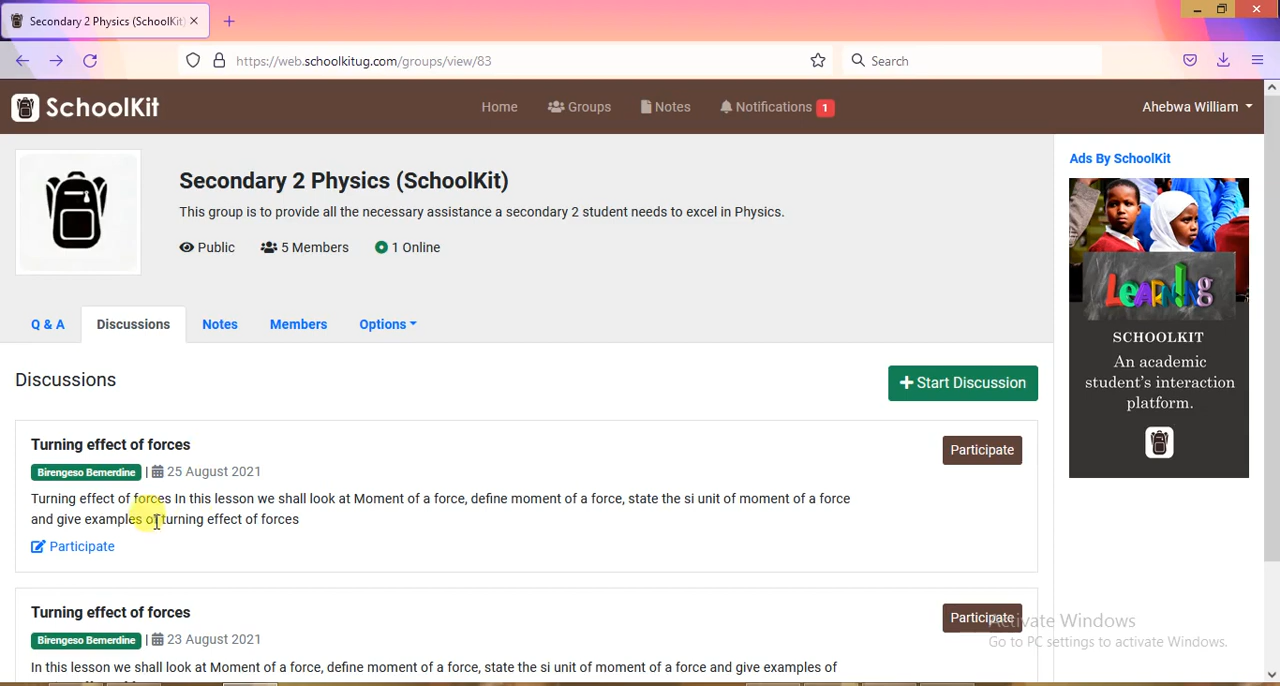 Secondary 2 Physics (SchoolKit)
https://web.schoolkitug.com/groups/view/83
Search
SchoolKit
Home
Groups
Notes
Notifications 1
Ahebwa William
Secondary 2 Physics (SchoolKit)
This group is to provide all the necessary assistance a secondary 2 student needs to excel in Physics.
Public
5 Members
1 Online
Q & A
Discussions
Notes
Members
Options
Discussions
+ Start Discussion
Turning effect of forces
Participate
Birengeso Bernerdine | 25 August 2021
Turning effect of forces In this lesson we shall look at Moment of a force, define moment of a force, state the si unit of moment of a force
and give examples of turning effect of forces
Participate
Turning effect of forces
Participate
Birengeso Bernerdine | 23 August 2021
In this lesson we shall look at Moment of a force, define moment of a force, state the si unit of moment of a force and give examples of
Ads By SchoolKit
LeArNiNg
SCHOOLKIT
An academic
student's interaction
platform.
Activate Windows
Go to PC settings to activate Windows.